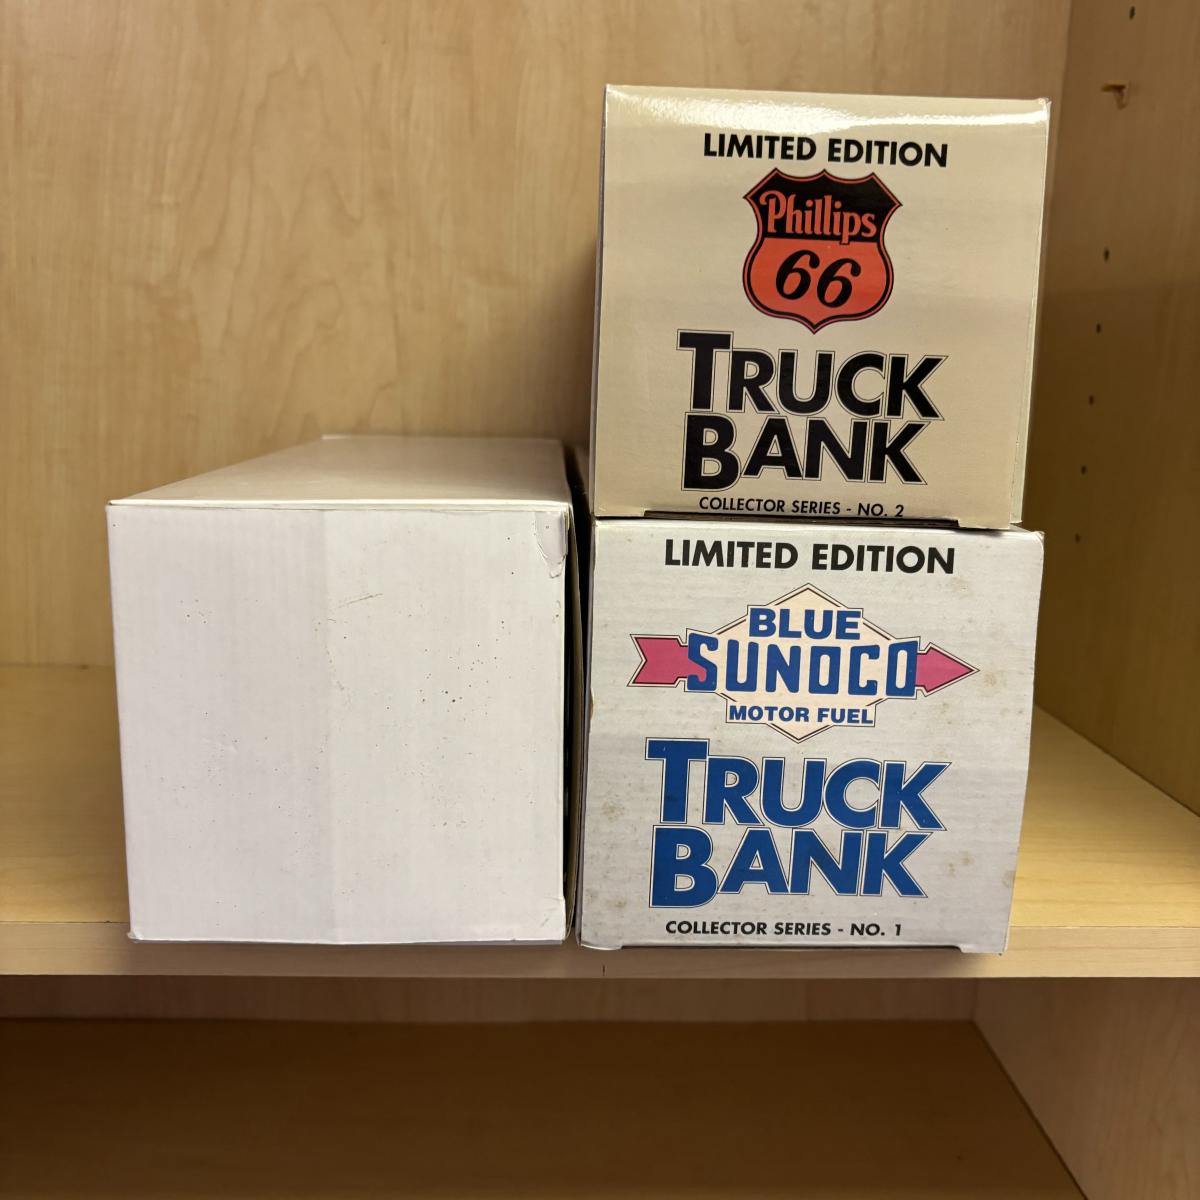 LIMITED EDITION
Phillips
66
TRUCK
BANK
COLLECTOR SERIES - NO. 2
LIMITED EDITION
BLUE
SUNOCO
MOTOR FUEL
TRUCK
BANK
COLLECTOR SERIES - NO. 1